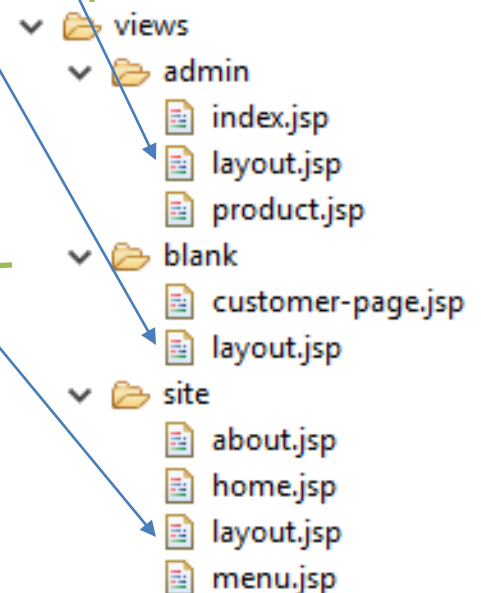 views
admin
index.jsp
layout.jsp
product.jsp
blank
customer-page.jsp
layout.jsp
site
about.jsp
home.jsp
layout.jsp
menu.jsp